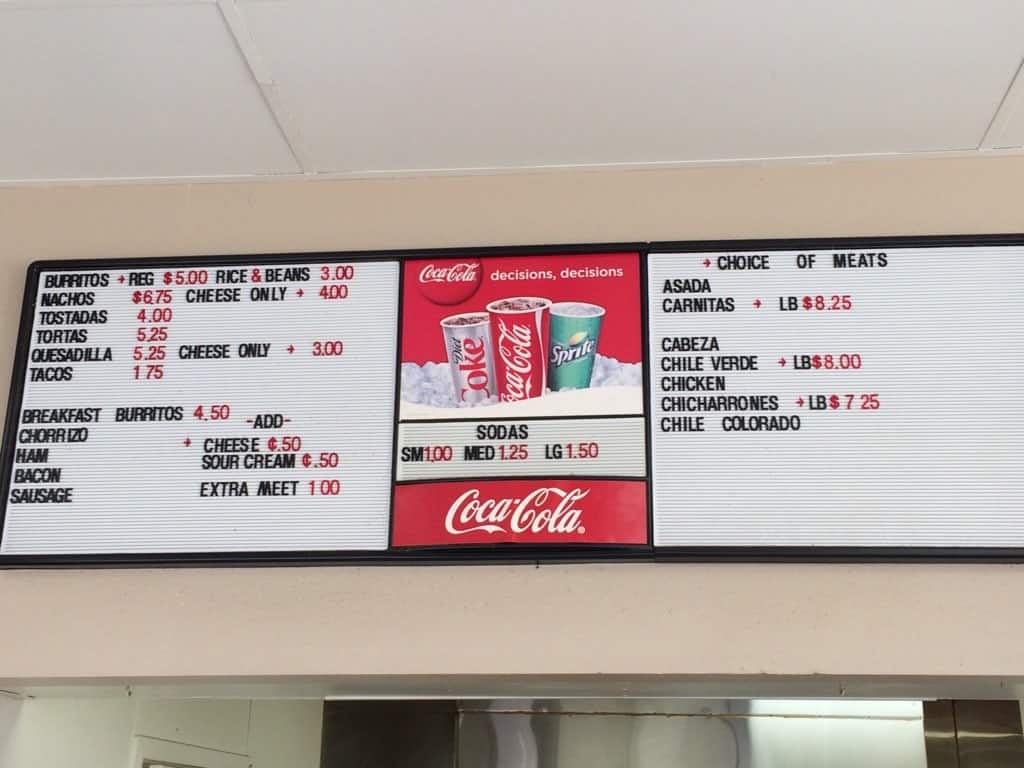 BURRITOS → REG $5.00 RICE & BEANS 3.00
NACHOS $6.75 CHEESE ONLY → 4.00
TOSTADAS 4.00
TORTAS 5.25
QUESADILLA 5.25 CHEESE ONLY → 3.00
TACOS 1 75
BREAKFAST BURRITOS 4.50
-ADD-
CHORRIZO
→ CHEESE ¢.50
HAM
SOUR CREAM ¢.50
BACON
SAUSAGE
EXTRA MEET 1 00
Coca-Cola decisions, decisions
Diet Coke
Coca-Cola
Sprite
SODAS
SM 1.00 MED 1.25 LG 1.50
Coca-Cola®
→ CHOICE OF MEATS
ASADA
CARNITAS → LB $8.25
CABEZA
CHILE VERDE → LB $8.00
CHICKEN
CHICHARRONES → LB $ 7 25
CHILE COLORADO